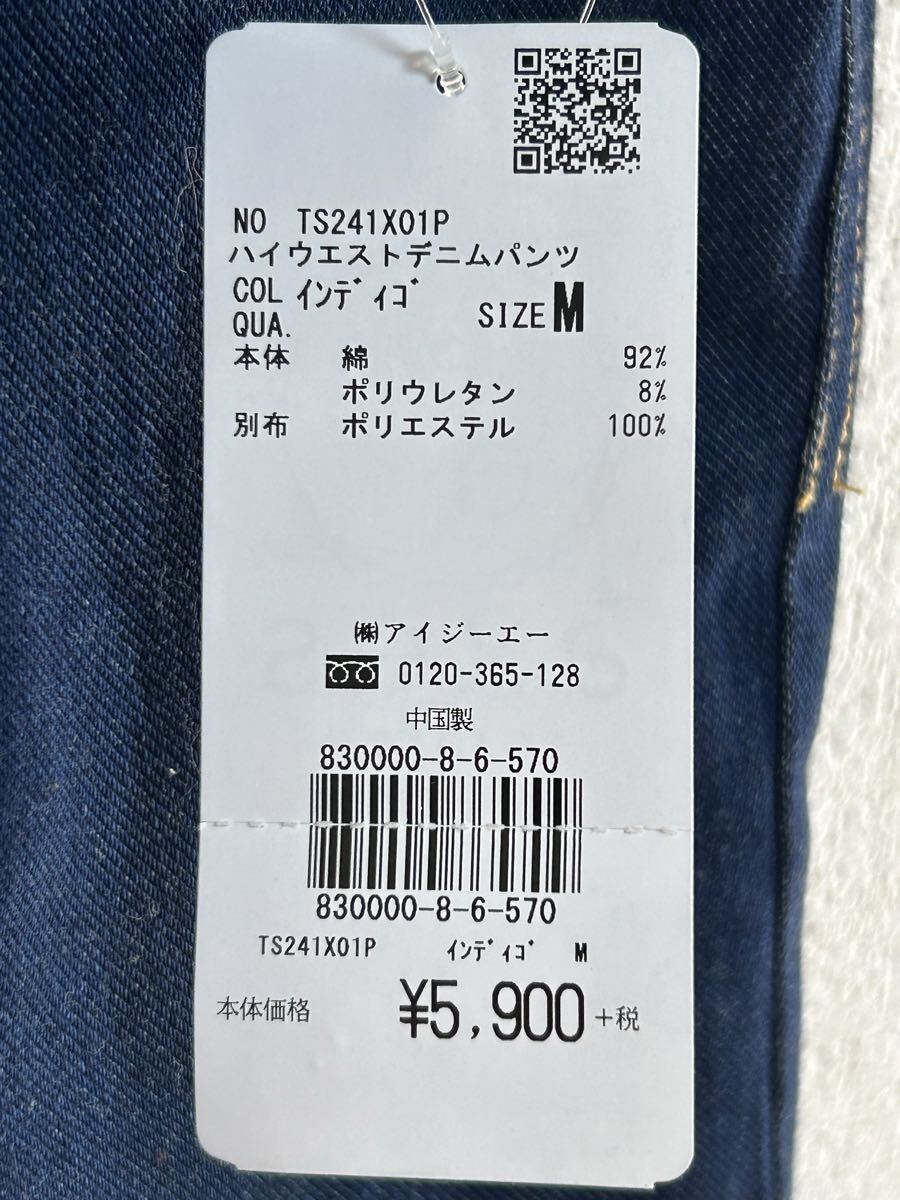 NO TS241X01P
ハイウエストデニムパンツ
COL ｲﾝﾃﾞｨｺﾞ SIZE M
QUA.
本体 綿 92%
ポリウレタン 8%
別布 ポリエステル 100%
㈱アイジーエー
0120-365-128
中国製
830000-8-6-570
830000-8-6-570
TS241X01P ｲﾝﾃﾞｨｺﾞ M
本体価格 ¥5,900 +税